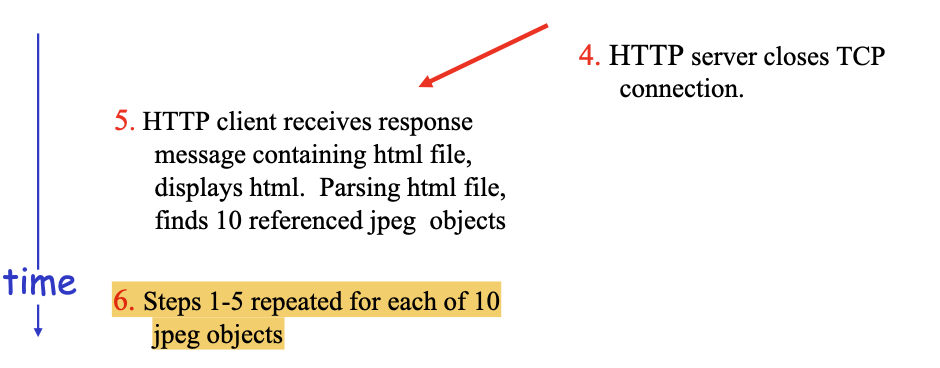 4. HTTP server closes TCP
connection.
5. HTTP client receives response
message containing html file,
displays html. Parsing html file,
finds 10 referenced jpeg objects
time
6. Steps 1-5 repeated for each of 10
jpeg objects